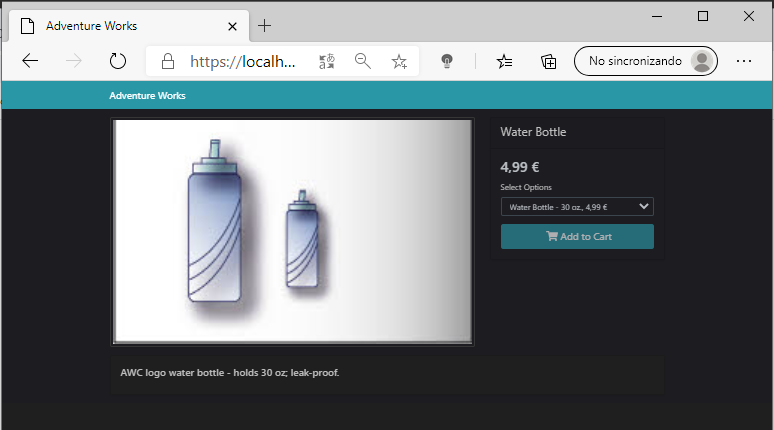 Adventure Works
https://localh...
No sincronizando
Adventure Works
Water Bottle
4,99 €
Select Options
Water Bottle - 30 oz., 4,99 €
Add to Cart
AWC logo water bottle - holds 30 oz; leak-proof.